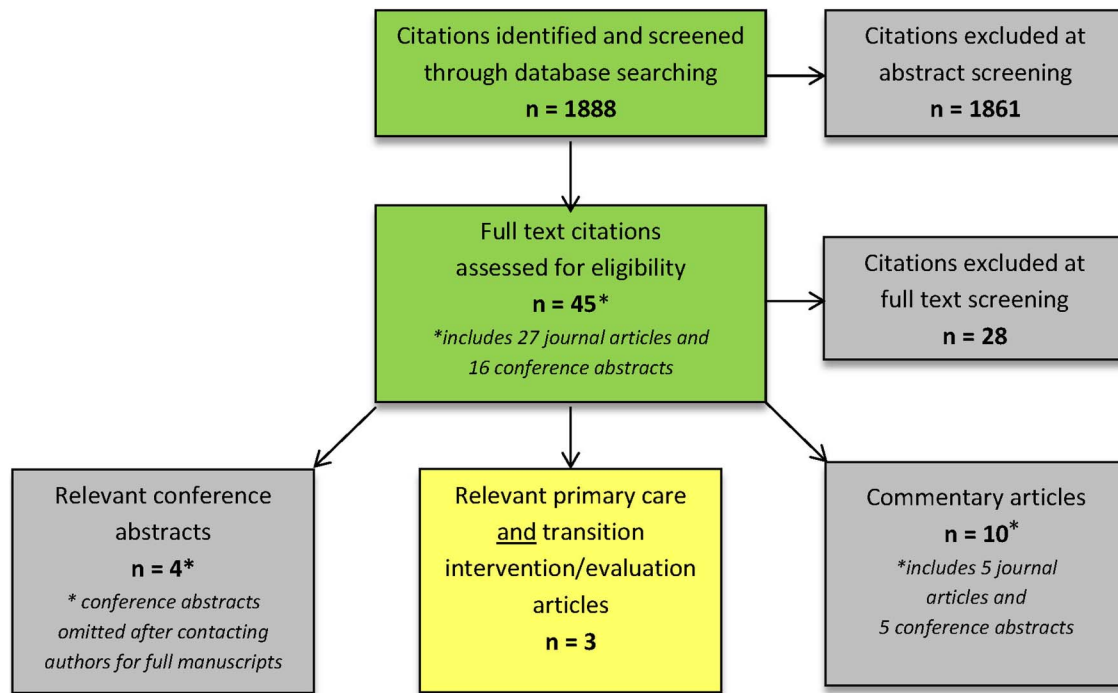 Citations identified and screened
through database searching
n = 1888
Citations excluded at
abstract screening
n = 1861
Full text citations
assessed for eligibility
n = 45*
*includes 27 journal articles and
16 conference abstracts
Citations excluded at
full text screening
n = 28
Relevant conference
abstracts
n = 4*
* conference abstracts
omitted after contacting
authors for full manuscripts
Relevant primary care
and transition
intervention/evaluation
articles
n = 3
Commentary articles
n = 10*
*includes 5 journal
articles and
5 conference abstracts